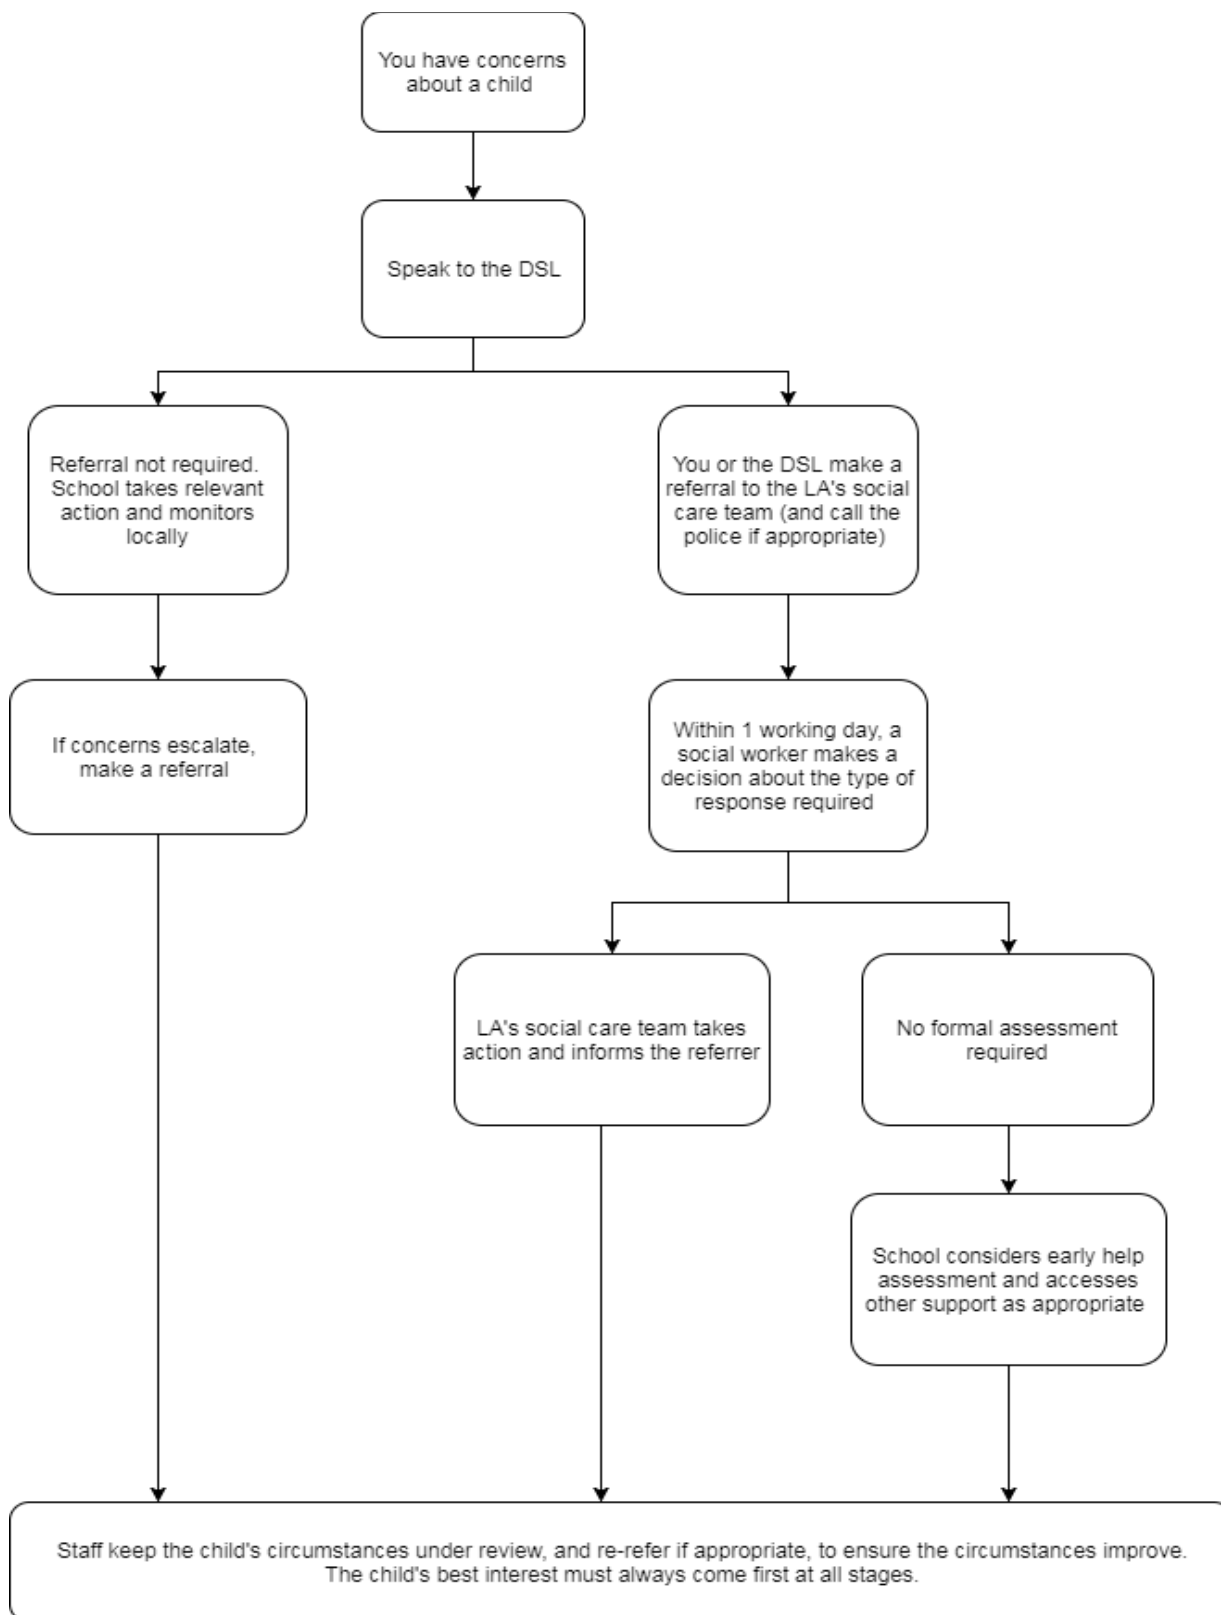 You have concerns
about a child
Speak to the DSL
Referral not required.
School takes relevant
action and monitors
locally
You or the DSL make a
referral to the LA's social
care team (and call the
police if appropriate)
If concerns escalate,
make a referral
Within 1 working day, a
social worker makes a
decision about the type of
response required
LA's social care team takes
action and informs the referrer
No formal assessment
required
School considers early help
assessment and accesses
other support as appropriate
Staff keep the child's circumstances under review, and re-refer if appropriate, to ensure the circumstances improve.
The child's best interest must always come first at all stages.